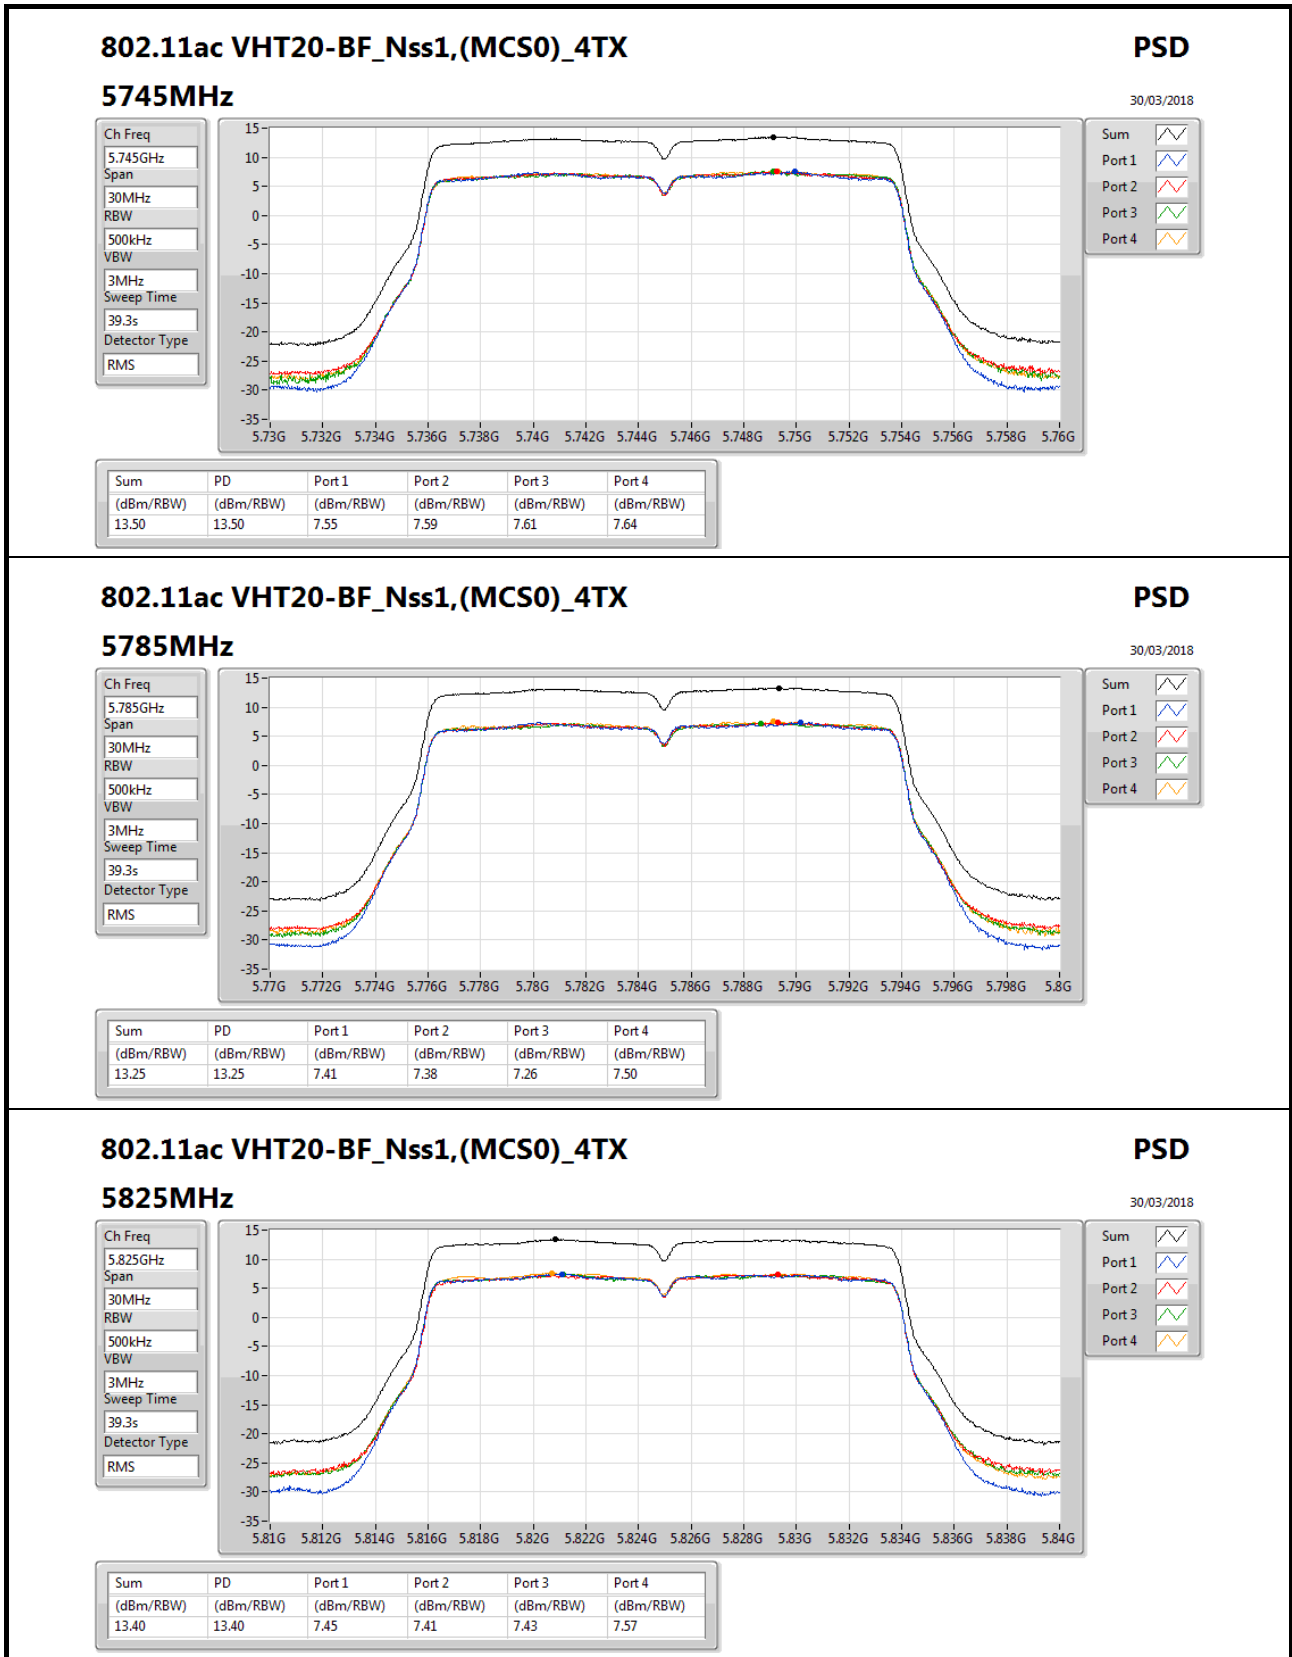 802.11ac VHT20-BF_Nss1,(MCS0)_4TX PSD
5745MHz 30/03/2018
Ch Freq
5.745GHz
Span
30MHz
RBW
500kHz
VBW
3MHz
Sweep Time
39.3s
Detector Type
RMS
15
10
5
0
-5
-10
-15
-20
-25
-30
-35
5.73G 5.732G 5.734G 5.736G 5.738G 5.74G 5.742G 5.744G 5.746G 5.748G 5.75G 5.752G 5.754G 5.756G 5.758G 5.76G
Sum
Port 1
Port 2
Port 3
Port 4
Sum PD Port 1 Port 2 Port 3 Port 4
(dBm/RBW) (dBm/RBW) (dBm/RBW) (dBm/RBW) (dBm/RBW) (dBm/RBW)
13.50 13.50 7.55 7.59 7.61 7.64
802.11ac VHT20-BF_Nss1,(MCS0)_4TX PSD
5785MHz 30/03/2018
Ch Freq
5.785GHz
Span
30MHz
RBW
500kHz
VBW
3MHz
Sweep Time
39.3s
Detector Type
RMS
15
10
5
0
-5
-10
-15
-20
-25
-30
-35
5.77G 5.772G 5.774G 5.776G 5.778G 5.78G 5.782G 5.784G 5.786G 5.788G 5.79G 5.792G 5.794G 5.796G 5.798G 5.8G
Sum
Port 1
Port 2
Port 3
Port 4
Sum PD Port 1 Port 2 Port 3 Port 4
(dBm/RBW) (dBm/RBW) (dBm/RBW) (dBm/RBW) (dBm/RBW) (dBm/RBW)
13.25 13.25 7.41 7.38 7.26 7.50
802.11ac VHT20-BF_Nss1,(MCS0)_4TX PSD
5825MHz 30/03/2018
Ch Freq
5.825GHz
Span
30MHz
RBW
500kHz
VBW
3MHz
Sweep Time
39.3s
Detector Type
RMS
15
10
5
0
-5
-10
-15
-20
-25
-30
-35
5.81G 5.812G 5.814G 5.816G 5.818G 5.82G 5.822G 5.824G 5.826G 5.828G 5.83G 5.832G 5.834G 5.836G 5.838G 5.84G
Sum
Port 1
Port 2
Port 3
Port 4
Sum PD Port 1 Port 2 Port 3 Port 4
(dBm/RBW) (dBm/RBW) (dBm/RBW) (dBm/RBW) (dBm/RBW) (dBm/RBW)
13.40 13.40 7.45 7.41 7.43 7.57